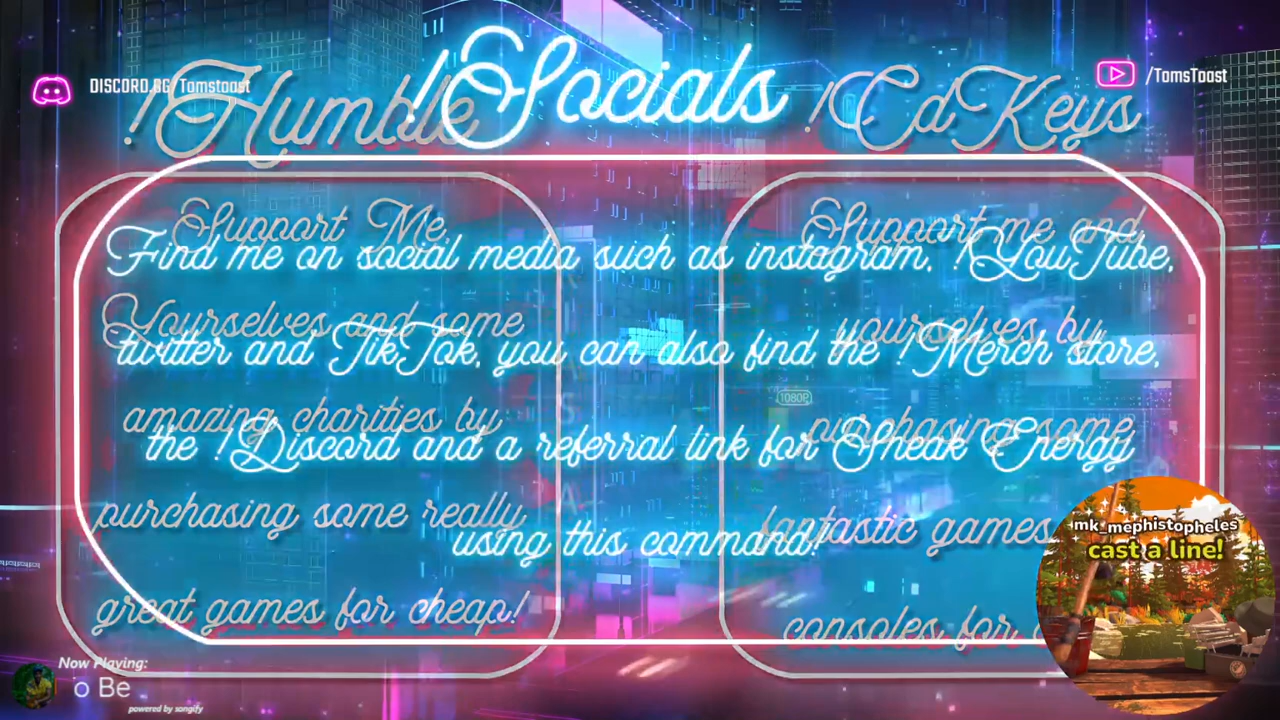 !Humble
!Socials
!CdKeys
DISCORD.GG/Tomstoast
/TomsToast
Support Me,
Yourselves and some
amazing charities by
purchasing some really
great games for cheap!
Find me on social media such as instagram, !YouTube,
twitter and TikTok, you can also find the !Merch store,
the !Discord and a referral link for Sneak Energy
using this command!
Support me and
yourselves by
purchasing some
fantastic games
consoles for
1080P
mk_mephistopheles
cast a line!
Now Playing:
o Be
powered by songify